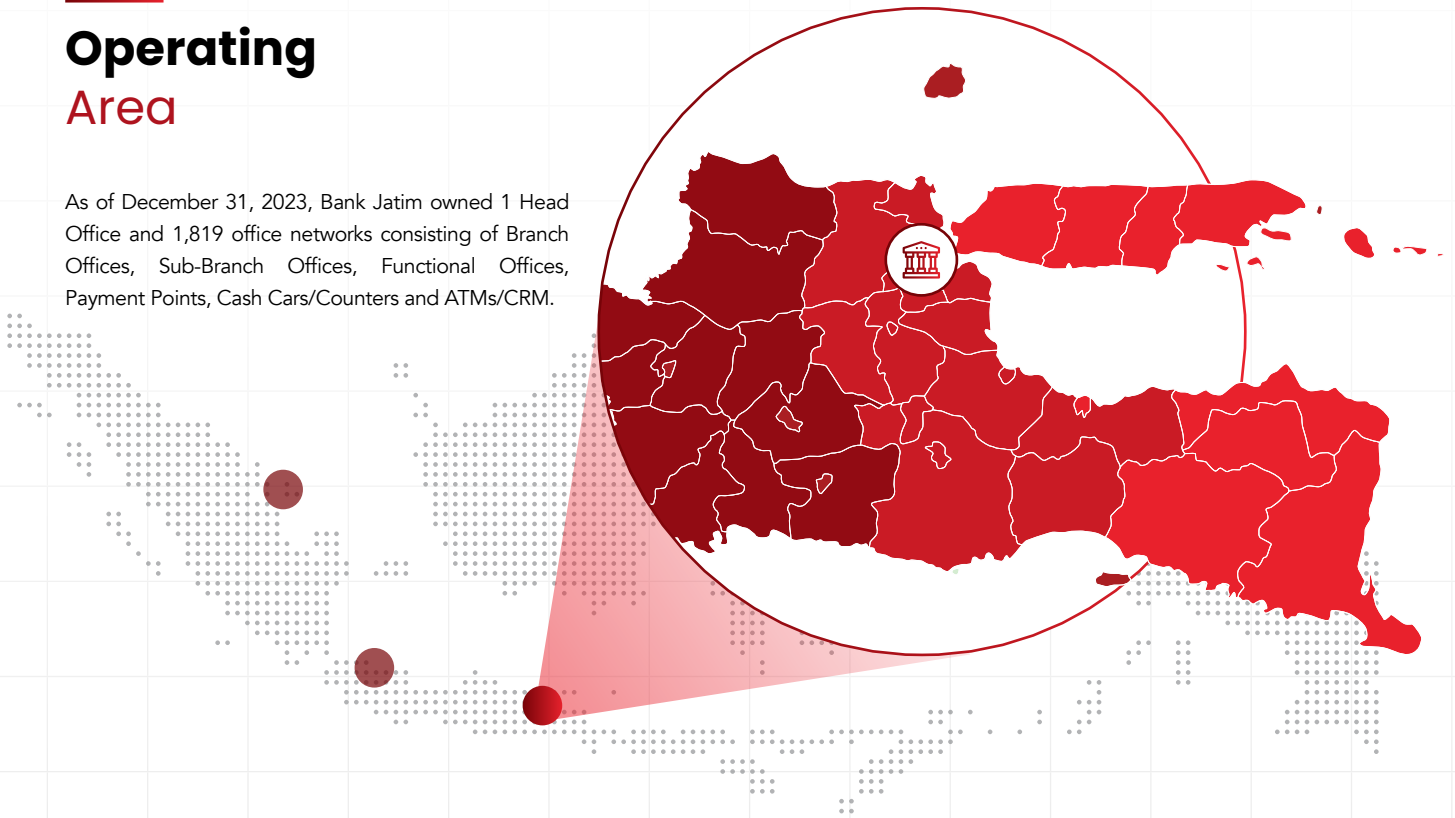 Operating
Area
As of December 31, 2023, Bank Jatim owned 1 Head
Office and 1,819 office networks consisting of Branch
Offices, Sub-Branch Offices, Functional Offices,
Payment Points, Cash Cars/Counters and ATMs/CRM.